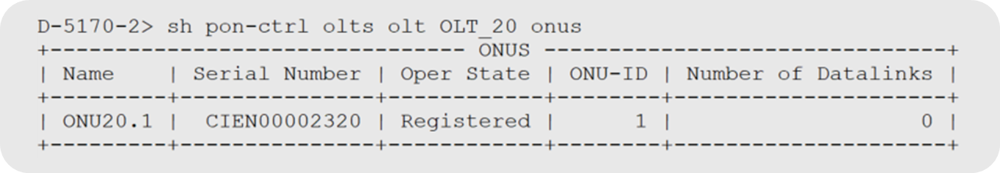 D-5170-2> sh pon-ctrl olts olt OLT_20 onus
+-------------------------------- ONUS -------------------------------+
| Name    | Serial Number | Oper State | ONU-ID | Number of Datalinks |
+---------+---------------+------------+--------+---------------------+
| ONU20.1 |  CIEN00002320 | Registered |      1 |                   0 |
+---------+---------------+------------+--------+---------------------+